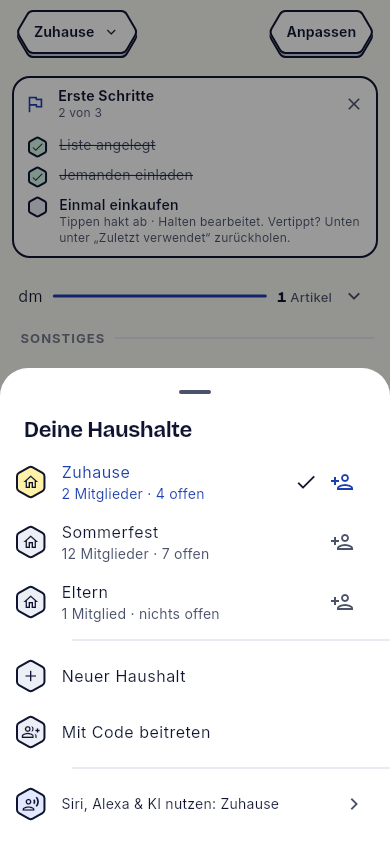 Zuhause
Anpassen
Erste Schritte
2 von 3
Liste angelegt
Jemanden einladen
Einmal einkaufen
Tippen hakt ab · Halten bearbeitet. Vertippt? Unten
unter „Zuletzt verwendet“ zurückholen.
dm
1 Artikel
SONSTIGES
Deine Haushalte
Zuhause
2 Mitglieder · 4 offen
Sommerfest
12 Mitglieder · 7 offen
Eltern
1 Mitglied · nichts offen
Neuer Haushalt
Mit Code beitreten
Siri, Alexa & KI nutzen: Zuhause